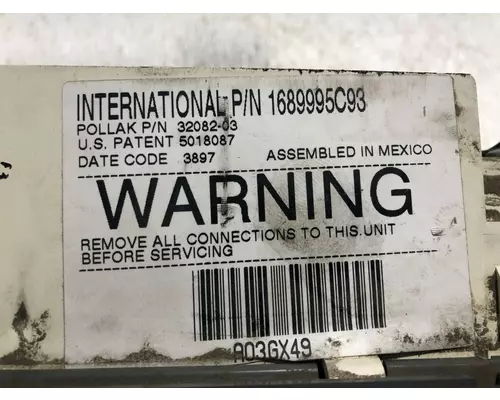 INTERNATIONAL P/N 1689995C93
POLLAK P/N 32082-03
U.S. PATENT 5018087
DATE CODE 3897 ASSEMBLED IN MEXICO
WARNING
REMOVE ALL CONNECTIONS TO THIS UNIT
BEFORE SERVICING
A03GX49